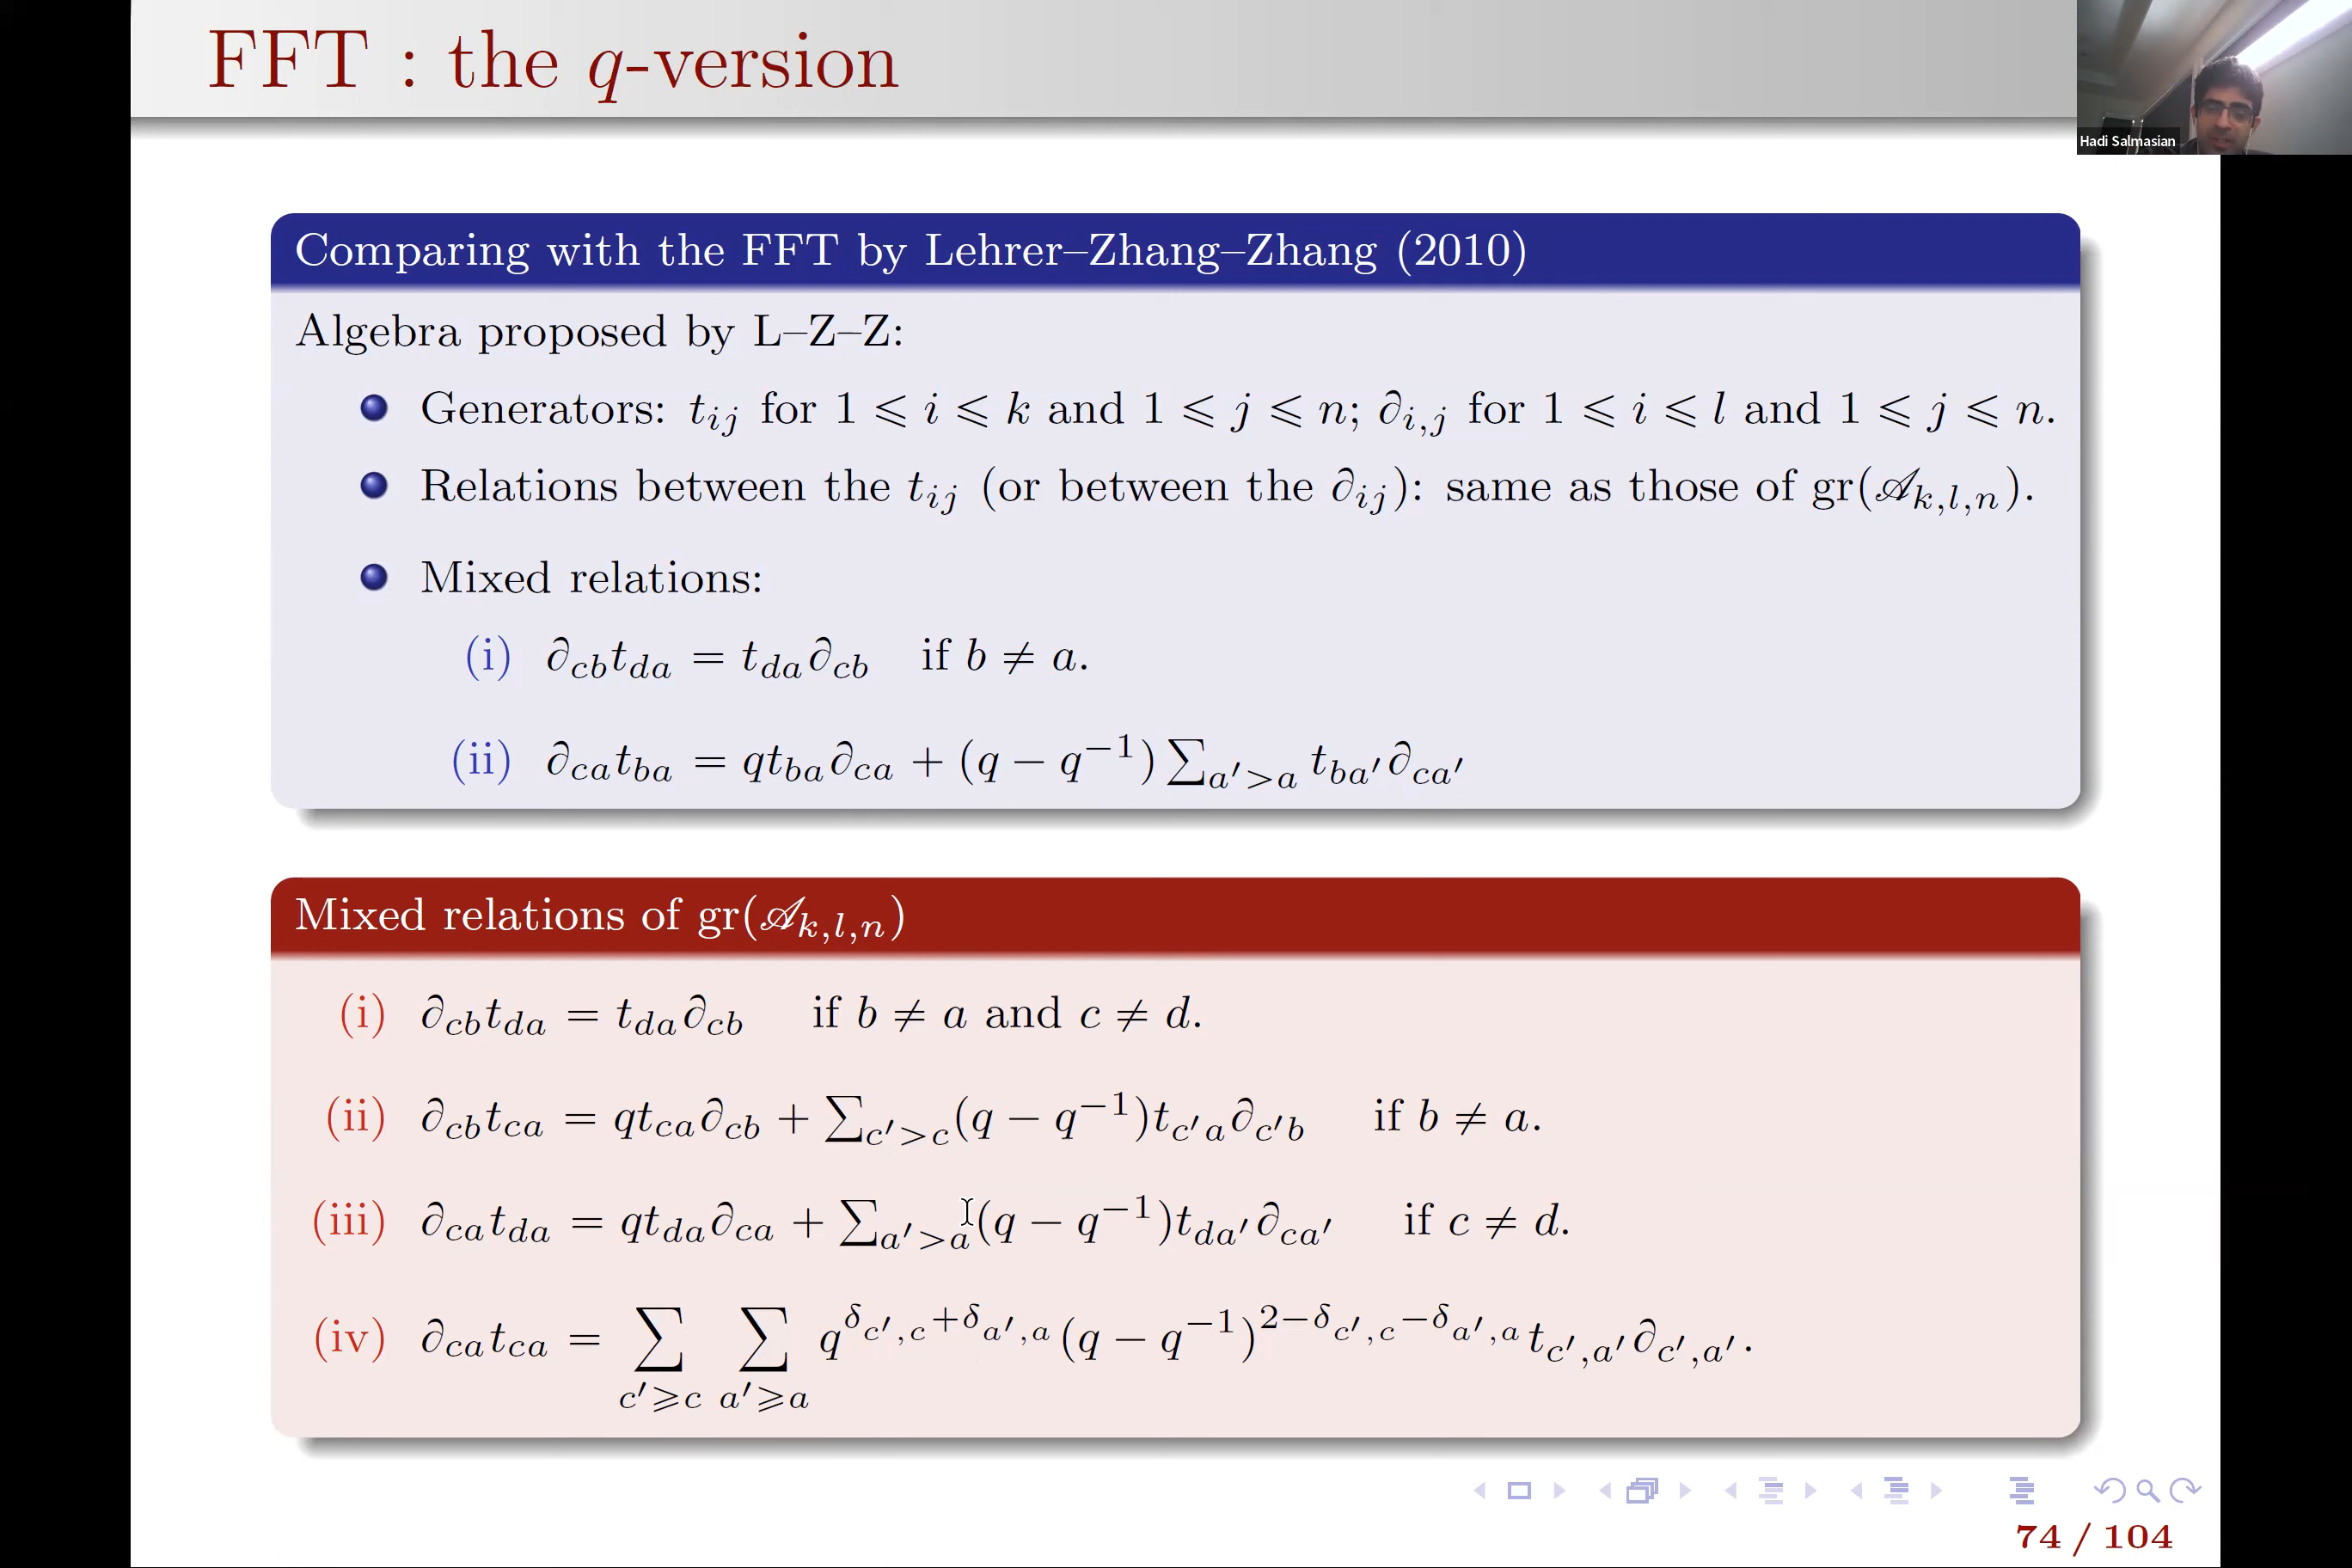 FFT : the q-version
Hadi Salmasian
Comparing with the FFT by Lehrer–Zhang–Zhang (2010)
Algebra proposed by L–Z–Z:
Generators: t_{ij} for 1 ⩽ i ⩽ k and 1 ⩽ j ⩽ n; ∂_{i,j} for 1 ⩽ i ⩽ l and 1 ⩽ j ⩽ n.
Relations between the t_{ij} (or between the ∂_{ij}): same as those of gr(𝒜_{k,l,n}).
Mixed relations:
(i) ∂_{cb}t_{da} = t_{da}∂_{cb} if b ≠ a.
(ii) ∂_{ca}t_{ba} = qt_{ba}∂_{ca} + (q − q^{−1}) ∑_{a′>a} t_{ba′}∂_{ca′}
Mixed relations of gr(𝒜_{k,l,n})
(i) ∂_{cb}t_{da} = t_{da}∂_{cb} if b ≠ a and c ≠ d.
(ii) ∂_{cb}t_{ca} = qt_{ca}∂_{cb} + ∑_{c′>c}(q − q^{−1})t_{c′a}∂_{c′b} if b ≠ a.
(iii) ∂_{ca}t_{da} = qt_{da}∂_{ca} + ∑_{a′>a}(q − q^{−1})t_{da′}∂_{ca′} if c ≠ d.
(iv) ∂_{ca}t_{ca} = ∑_{c′⩾c} ∑_{a′⩾a} q^{δ_{c′,c}+δ_{a′,a}}(q − q^{−1})^{2−δ_{c′,c}−δ_{a′,a}}t_{c′,a′}∂_{c′,a′}.
74 / 104